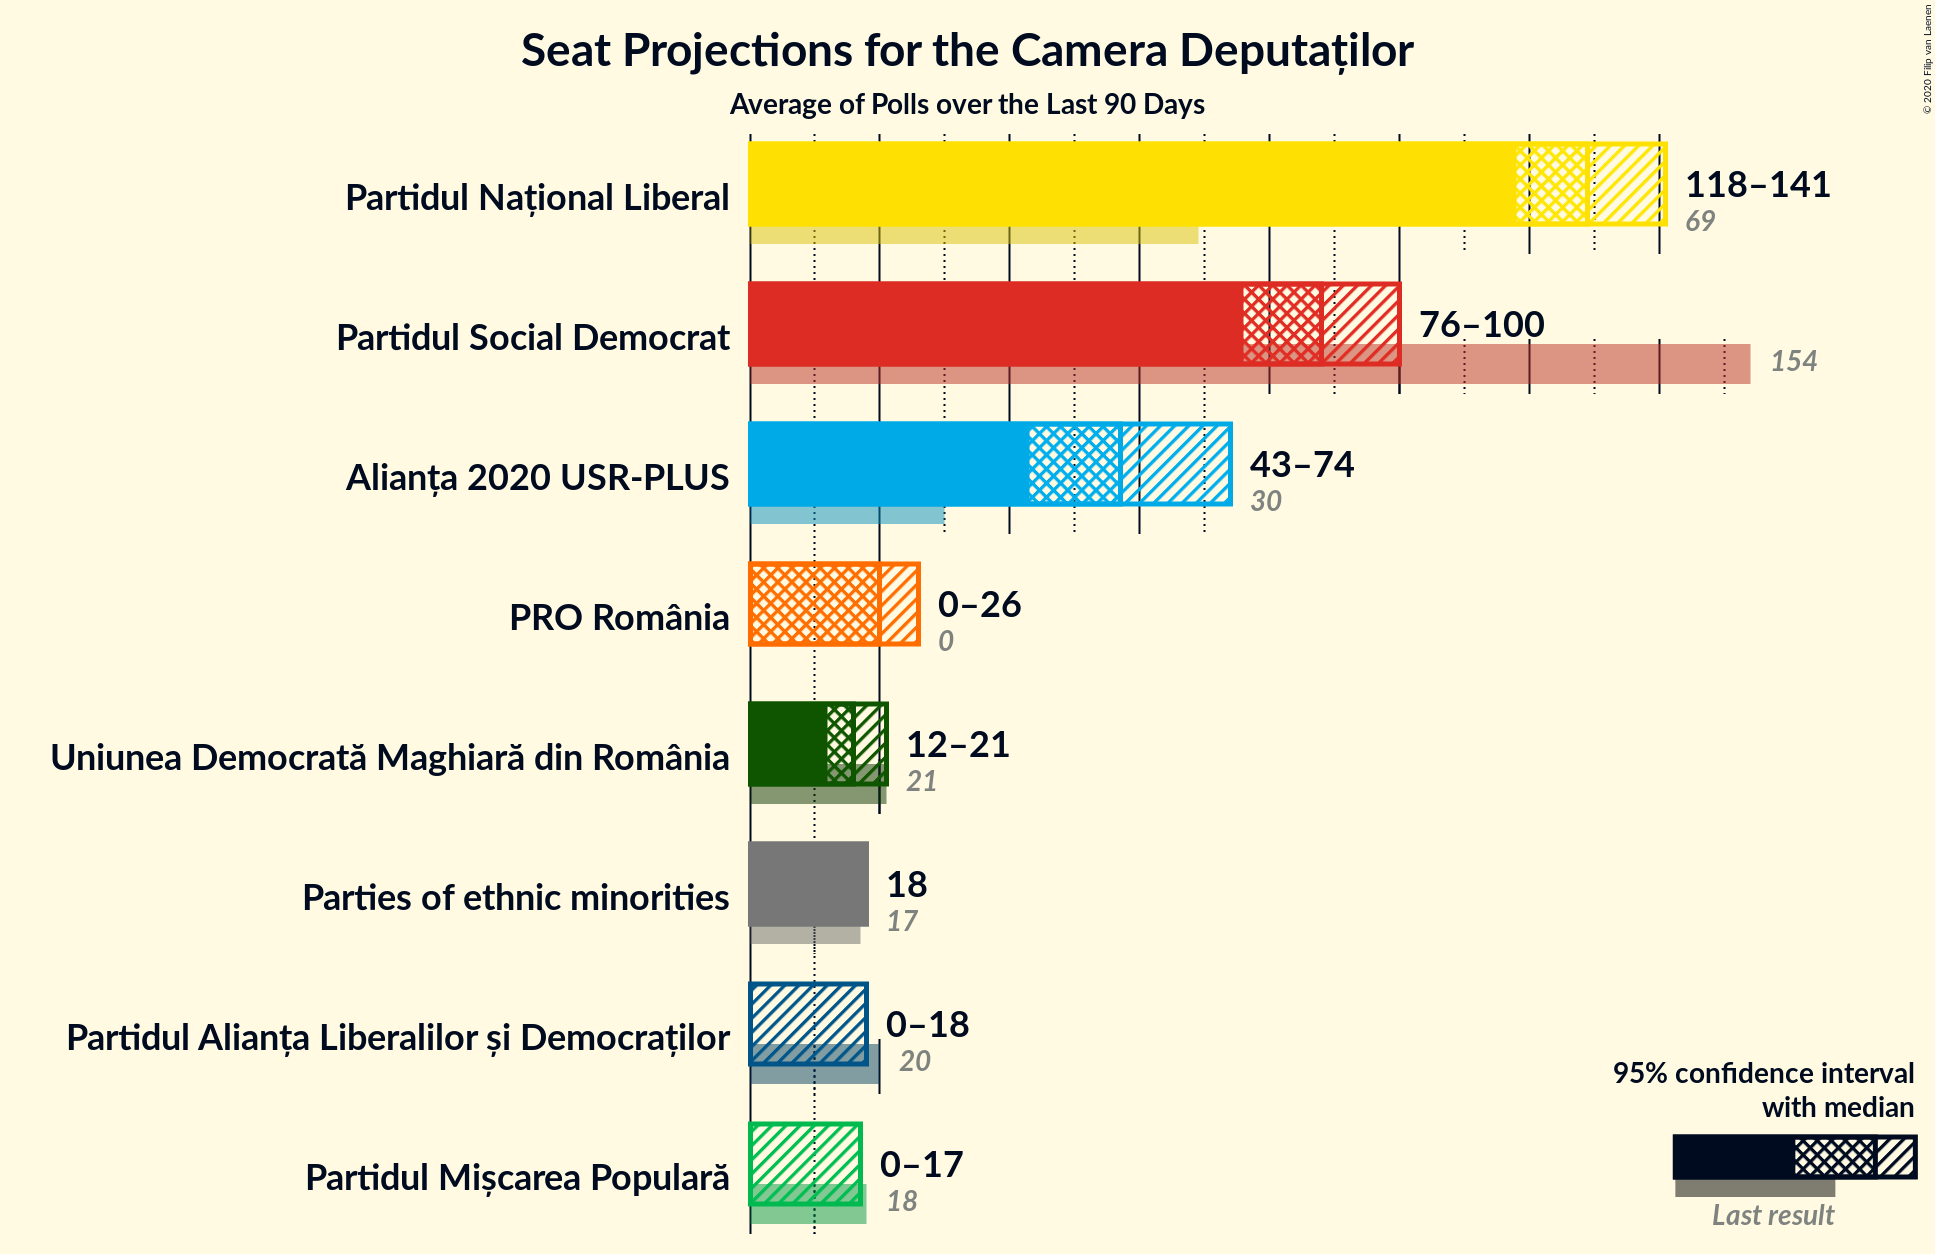 Seat Projections for the Camera Deputaților
Average of Polls over the Last 90 Days
© 2020 Filip van Laenen
Partidul Național Liberal
118–141
69
Partidul Social Democrat
76–100
154
Alianța 2020 USR-PLUS
43–74
30
PRO România
0–26
0
Uniunea Democrată Maghiară din România
12–21
21
Parties of ethnic minorities
18
17
Partidul Alianța Liberalilor și Democraților
0–18
20
Partidul Mișcarea Populară
0–17
18
95% confidence interval
with median
Last result